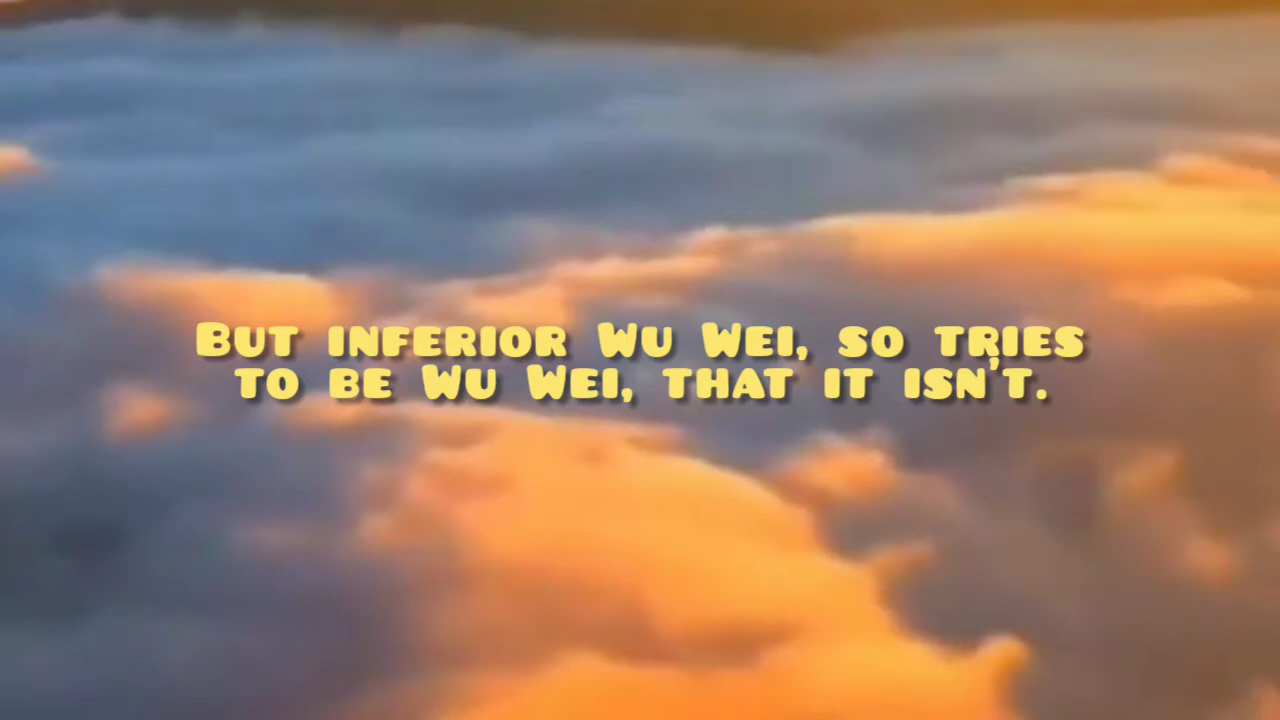 But inferior Wu Wei, so tries
to be Wu Wei, that it isn't.